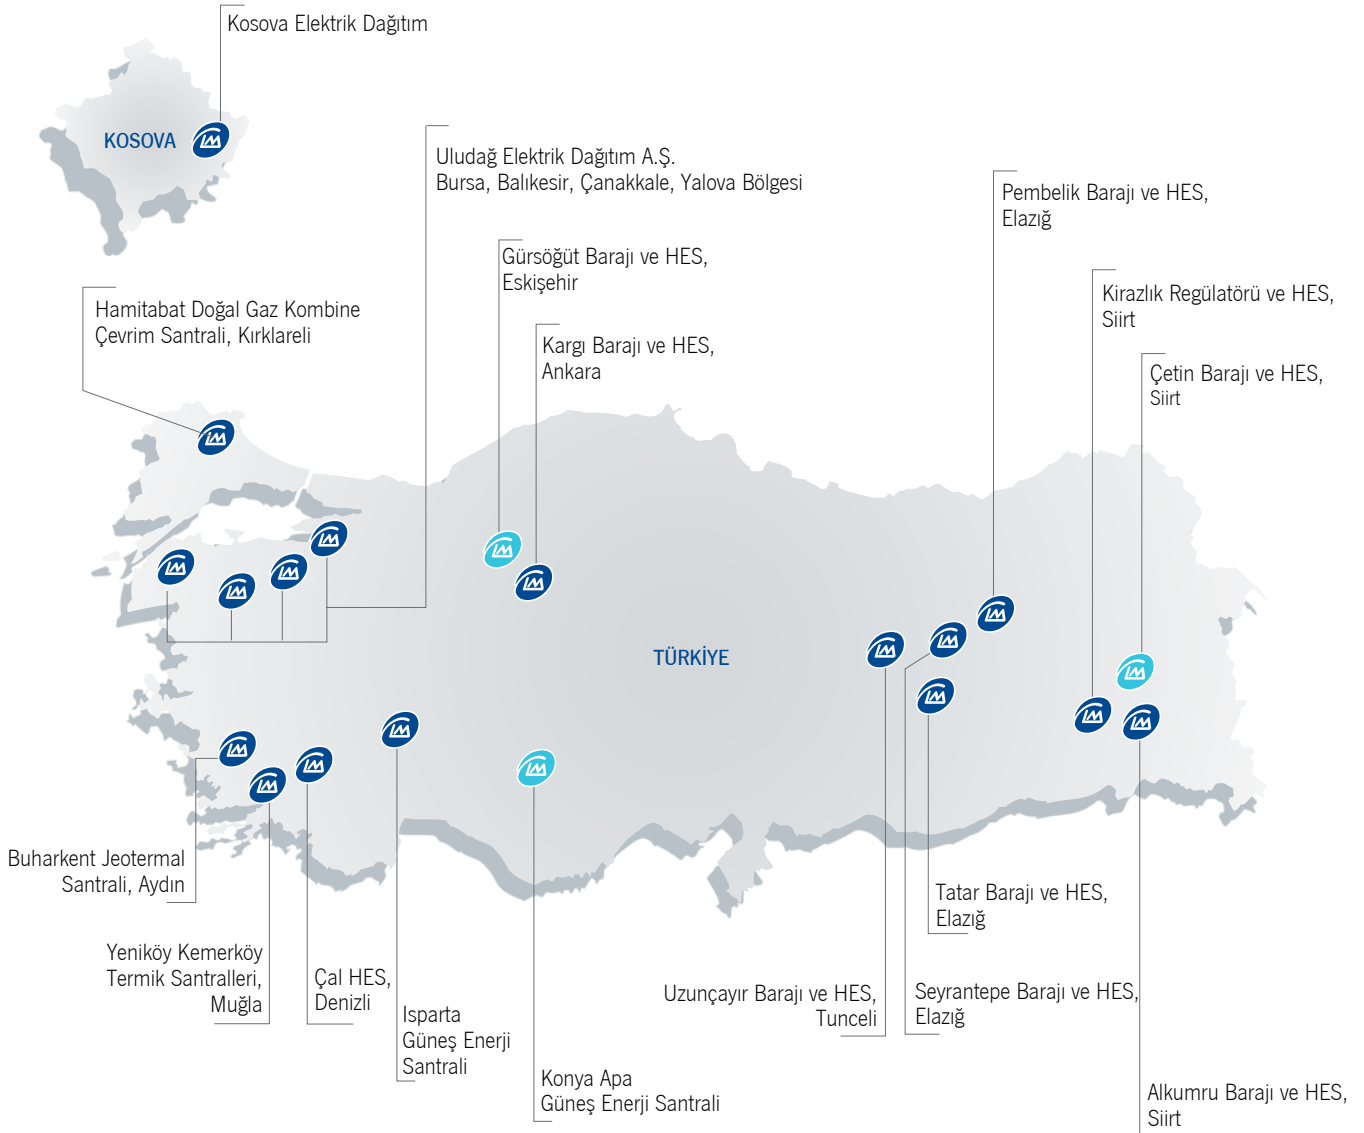 Kosova Elektrik Dağıtım
KOSOVA
Uludağ Elektrik Dağıtım A.Ş.
Bursa, Balıkesir, Çanakkale, Yalova Bölgesi
Pembelik Barajı ve HES,
Elazığ
Gürsöğüt Barajı ve HES,
Eskişehir
Kirazlık Regülatörü ve HES,
Siirt
Hamitabat Doğal Gaz Kombine
Çevrim Santrali, Kırklareli
Kargı Barajı ve HES,
Ankara
Çetin Barajı ve HES,
Siirt
TÜRKİYE
Buharkent Jeotermal
Santrali, Aydın
Tatar Barajı ve HES,
Elazığ
Yeniköy Kemerköy
Termik Santralleri,
Muğla
Çal HES,
Denizli
Isparta
Güneş Enerji
Santrali
Uzunçayır Barajı ve HES,
Tunceli
Seyrantepe Barajı ve HES,
Elazığ
Konya Apa
Güneş Enerji Santrali
Alkumru Barajı ve HES,
Siirt